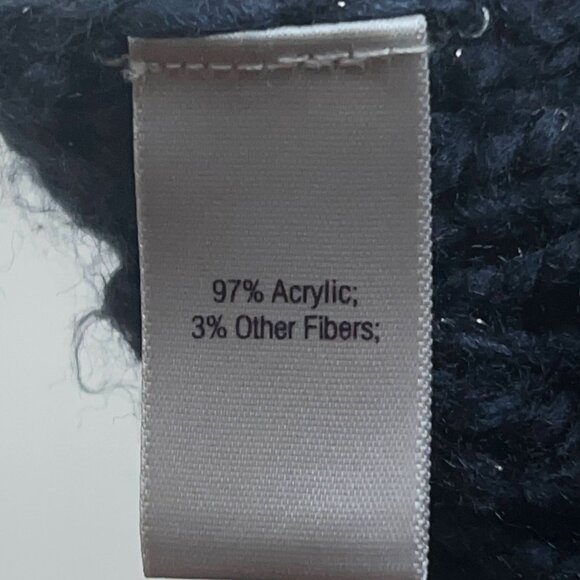 97% Acrylic;
3% Other Fibers;